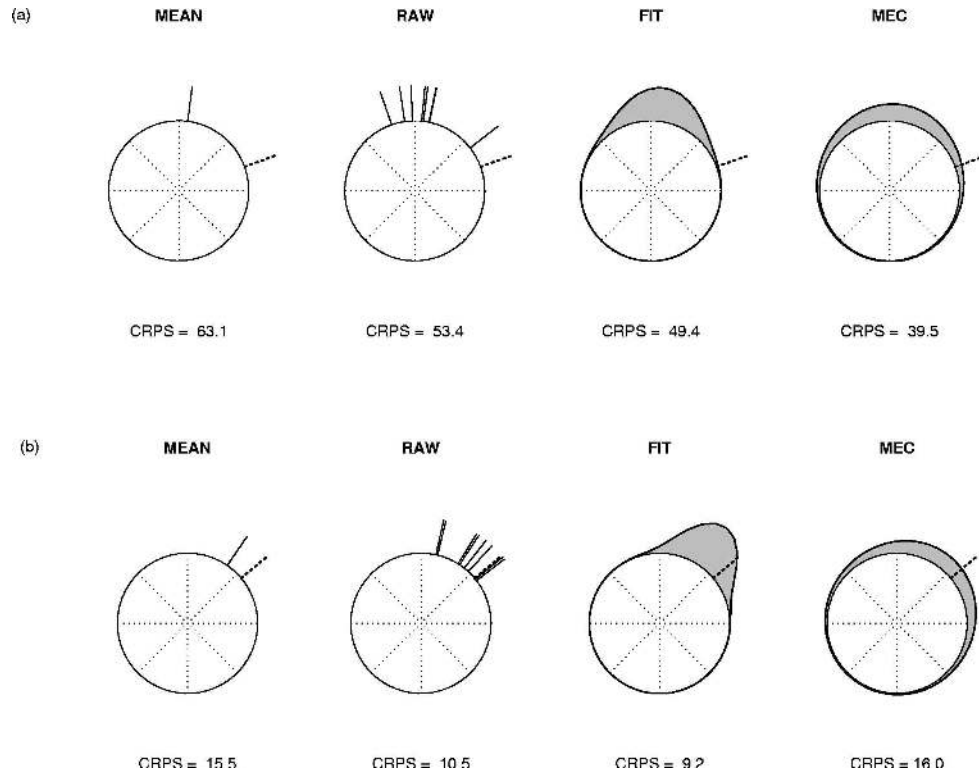 (a) MEAN RAW FIT MEC
CRPS = 63.1 CRPS = 53.4 CRPS = 49.4 CRPS = 39.5
(b) MEAN RAW FIT MEC
CRPS = 15.5 CRPS = 10.5 CRPS = 9.2 CRPS = 16.0